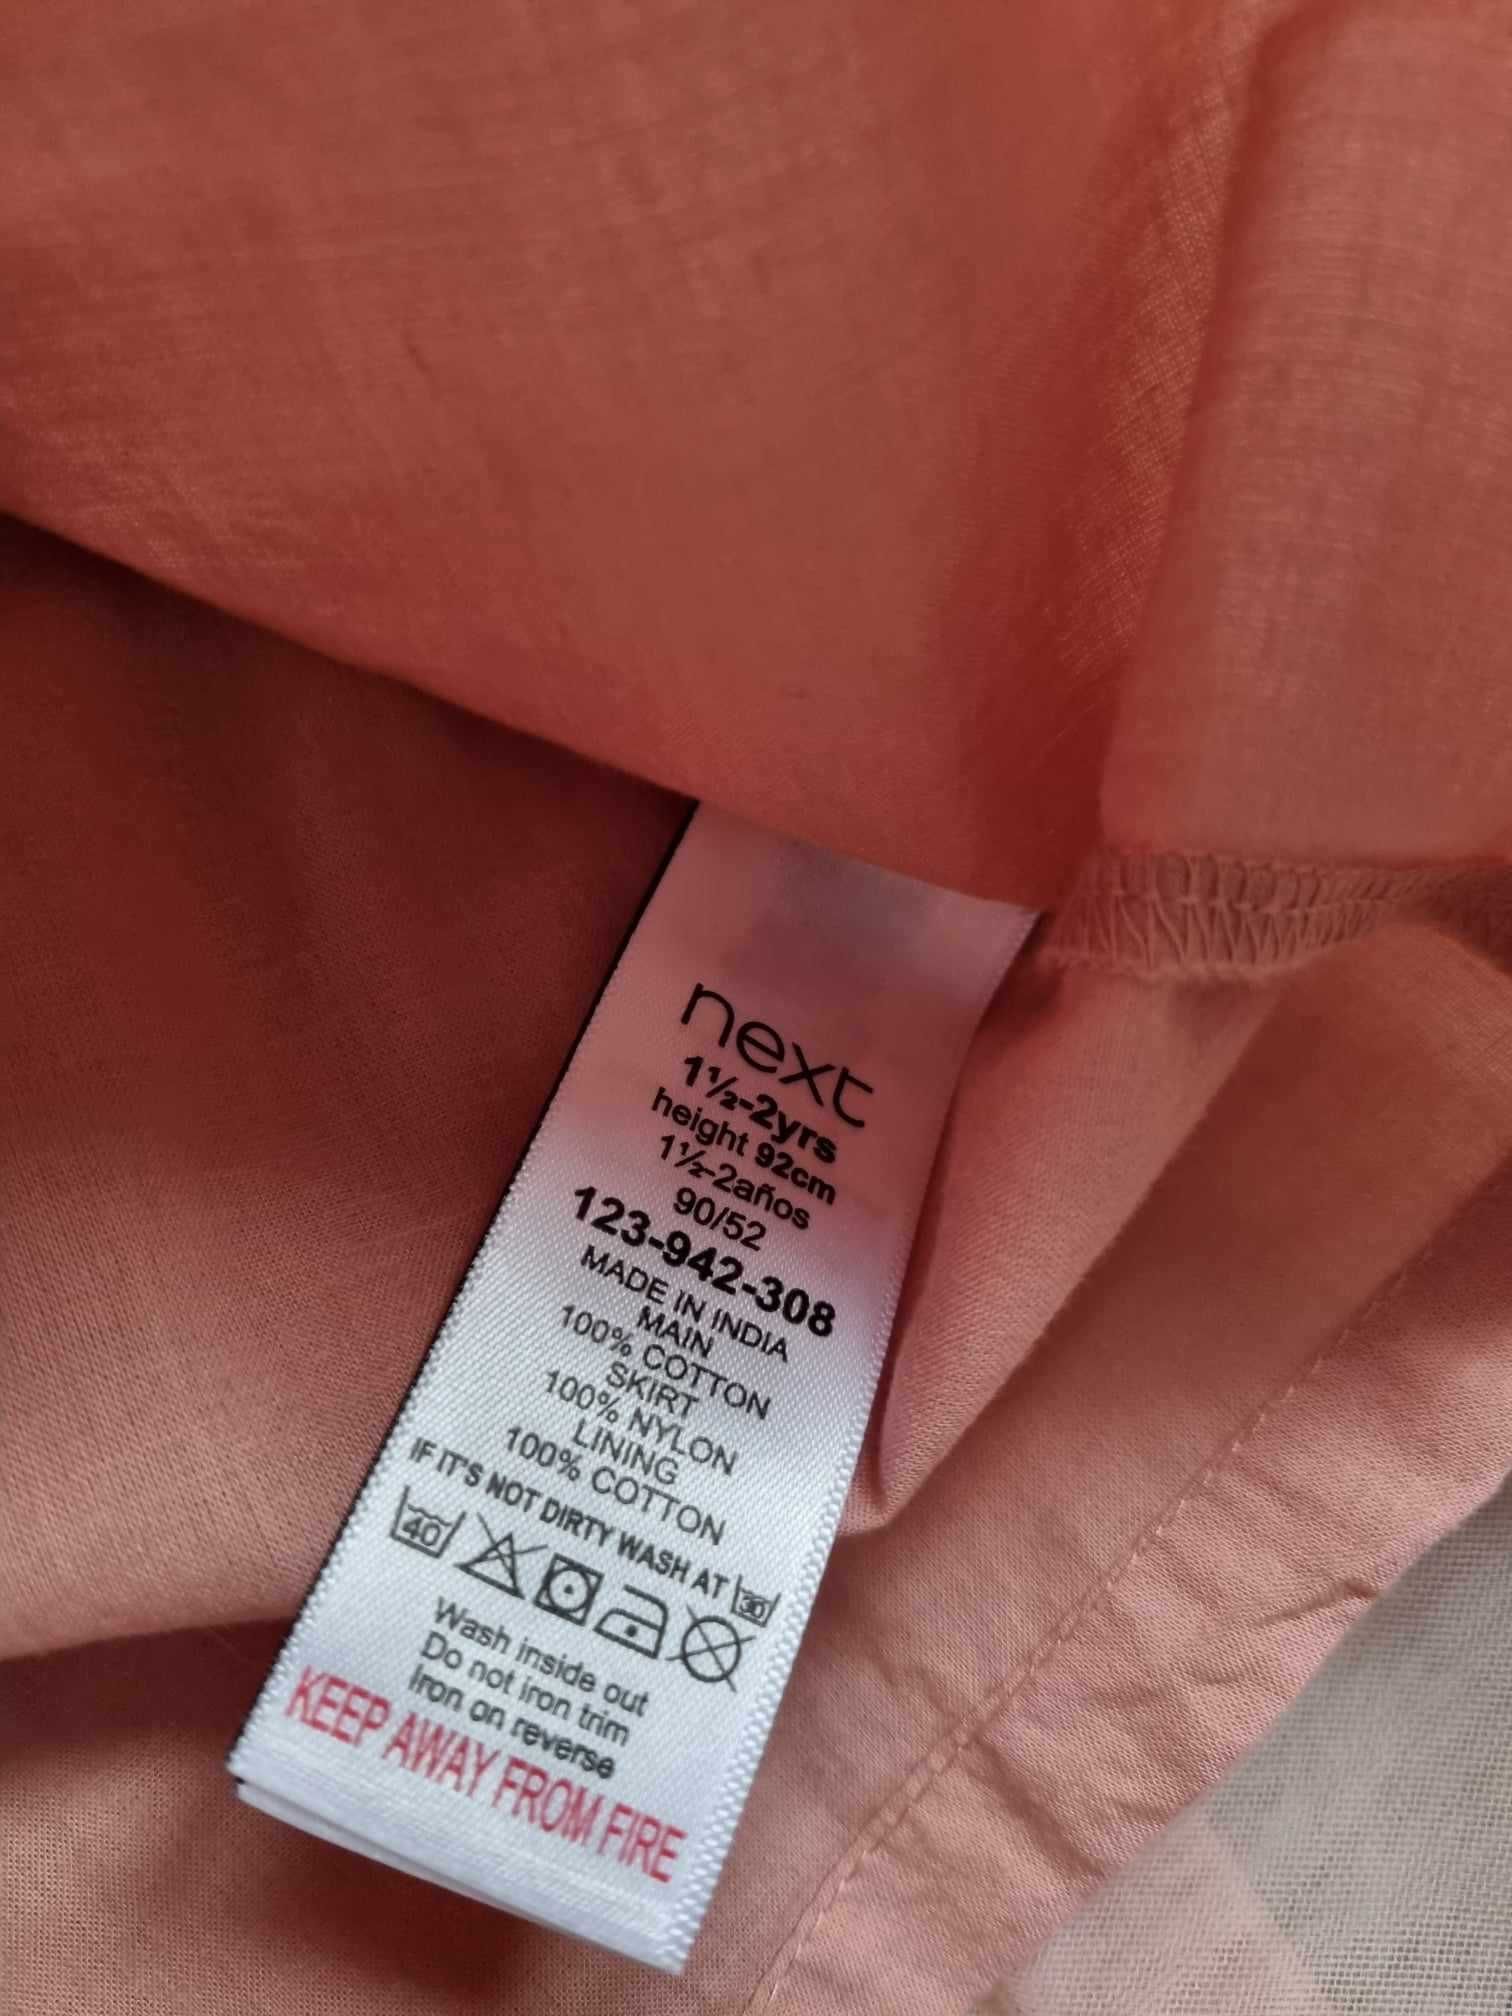 next
1½-2yrs
height 92cm
1½-2años
90/52
123-942-308
MADE IN INDIA
MAIN
100% COTTON
SKIRT
100% NYLON
LINING
100% COTTON
IF IT'S NOT DIRTY WASH AT 30
40
Wash inside out
Do not iron trim
Iron on reverse
KEEP AWAY FROM FIRE